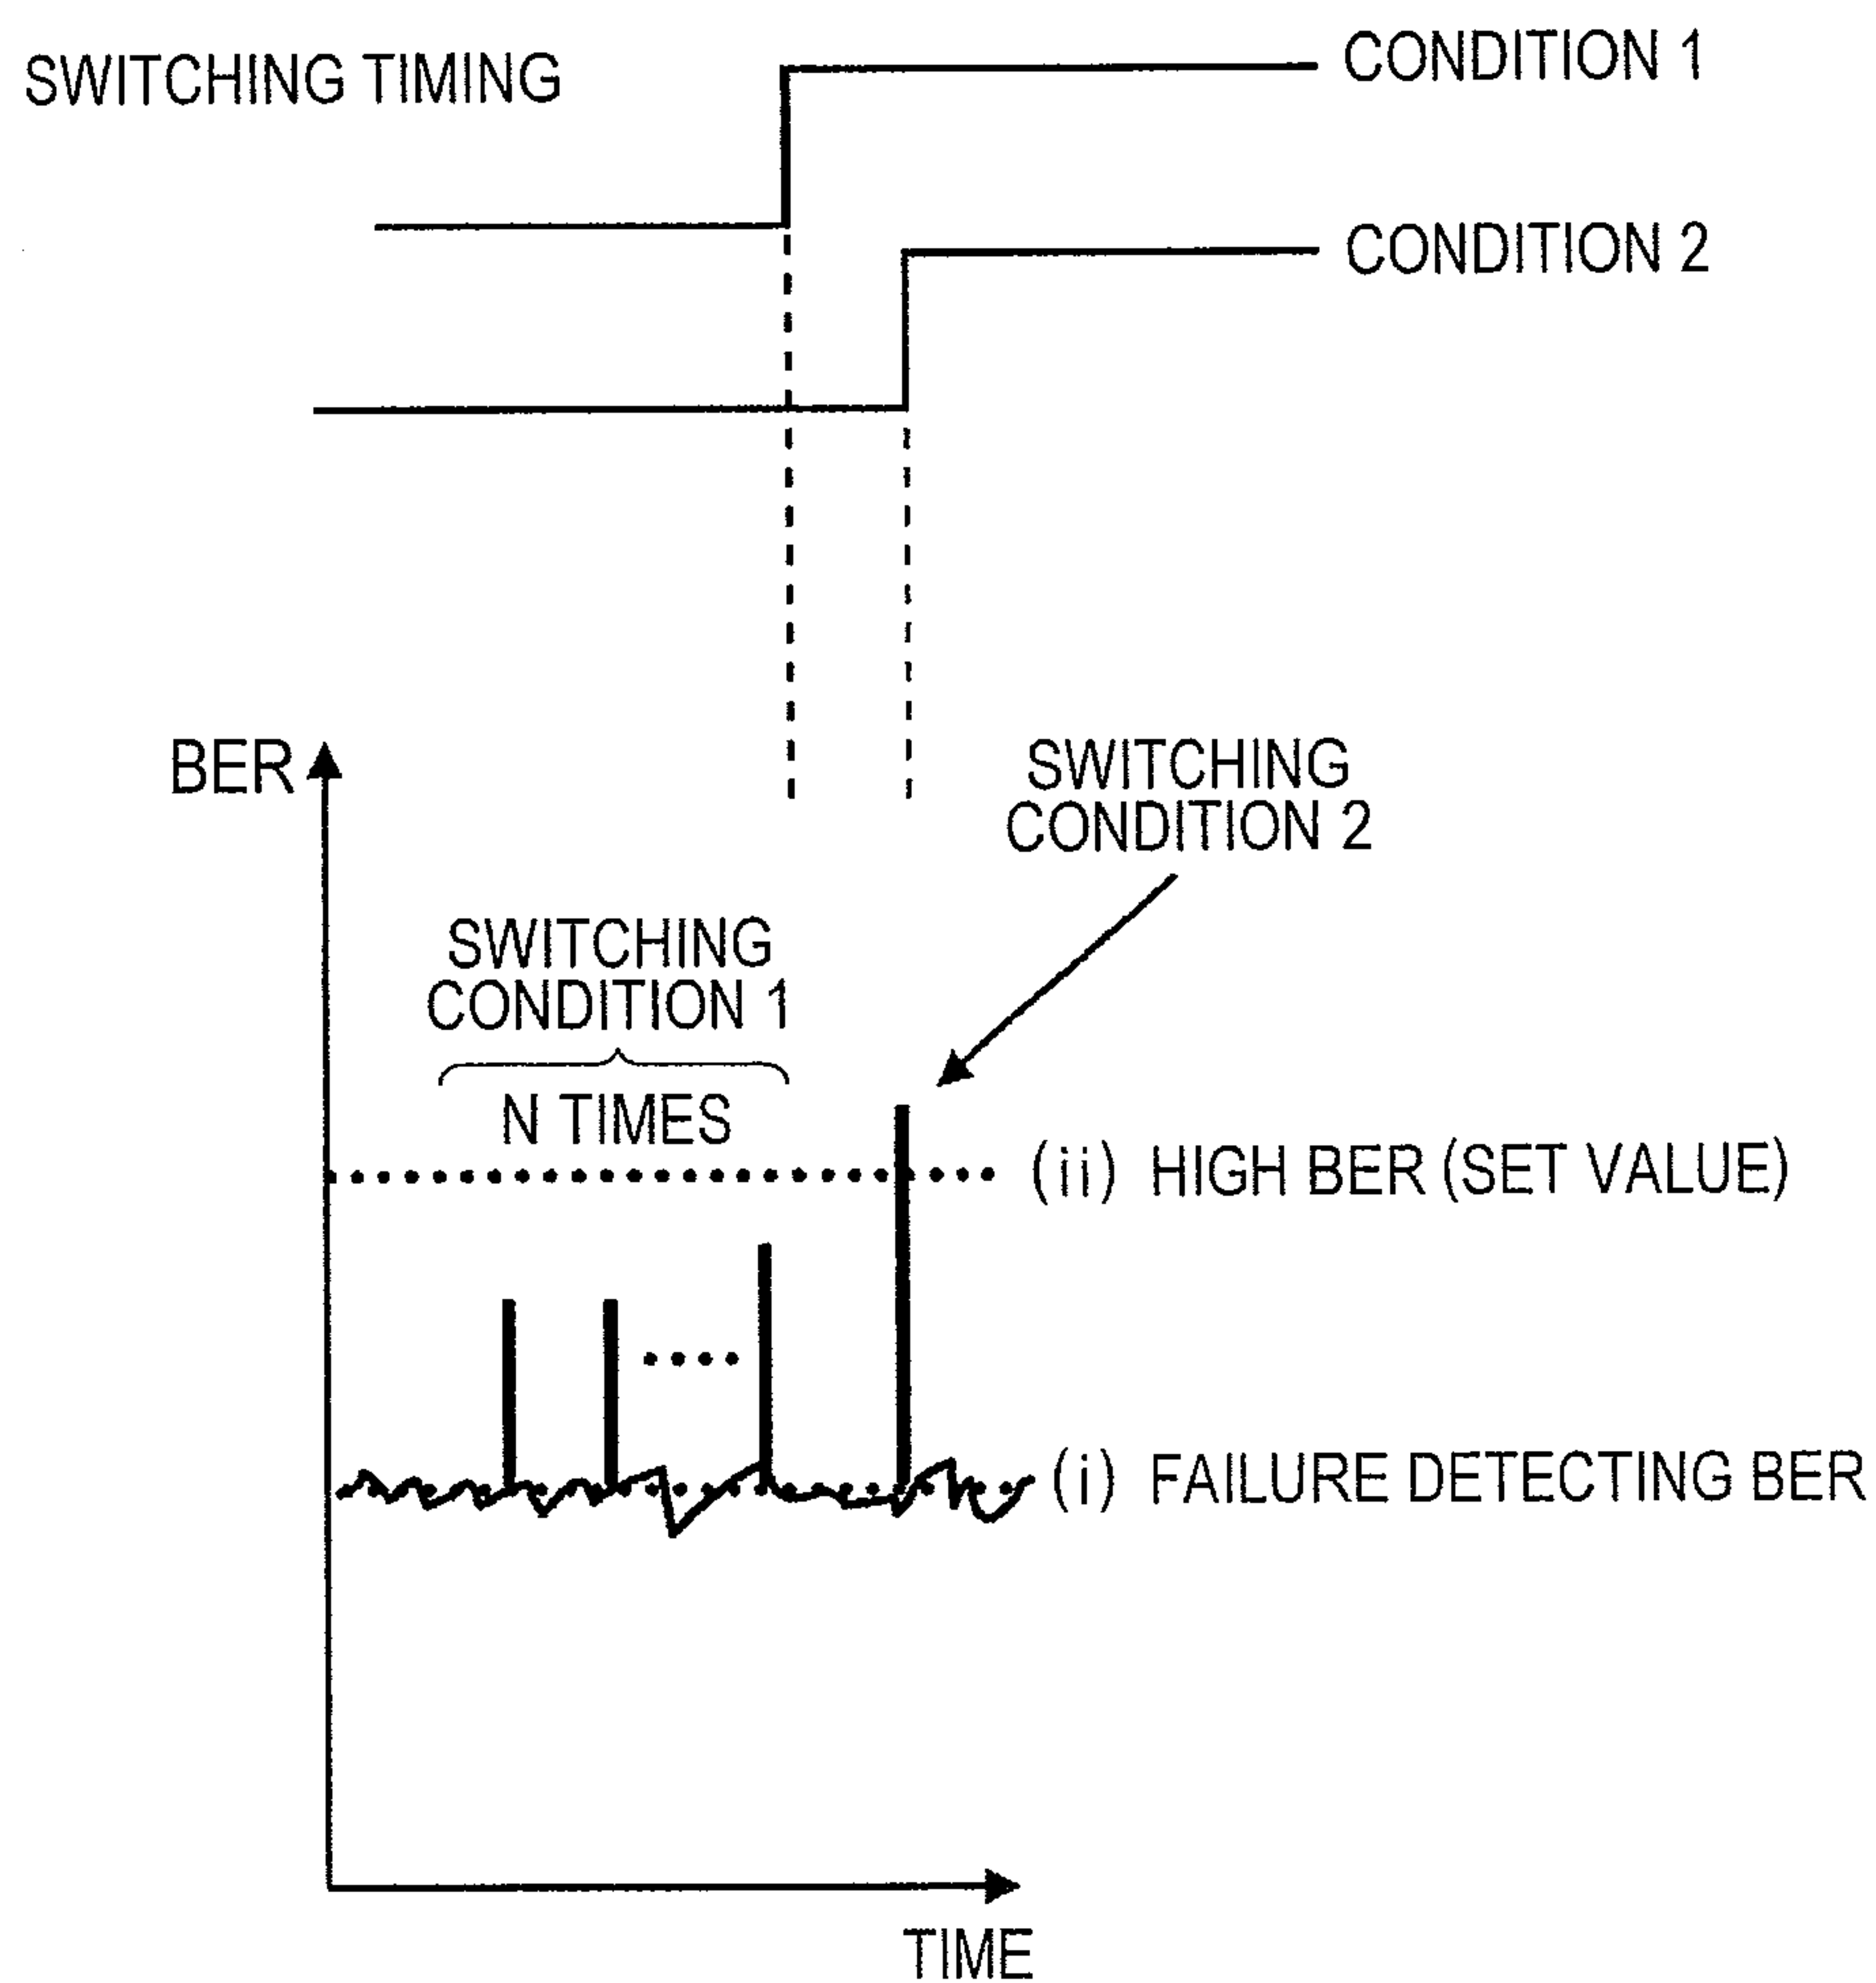 SWITCHING TIMING
CONDITION 1
CONDITION 2
BER
SWITCHING
CONDITION 2
SWITCHING
CONDITION 1
N TIMES
(ii) HIGH BER (SET VALUE)
(i) FAILURE DETECTING BER
TIME